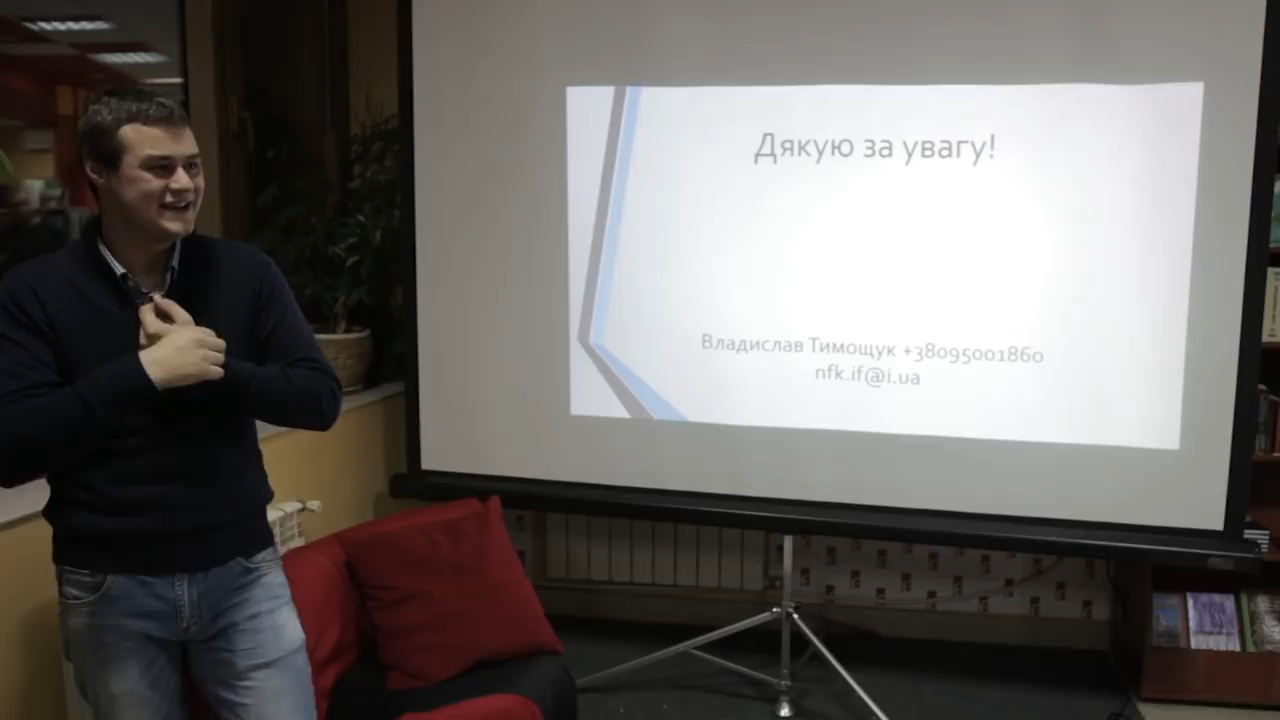 Дякую за увагу!
Владислав Тимощук +38095001860
nfk.if@i.ua